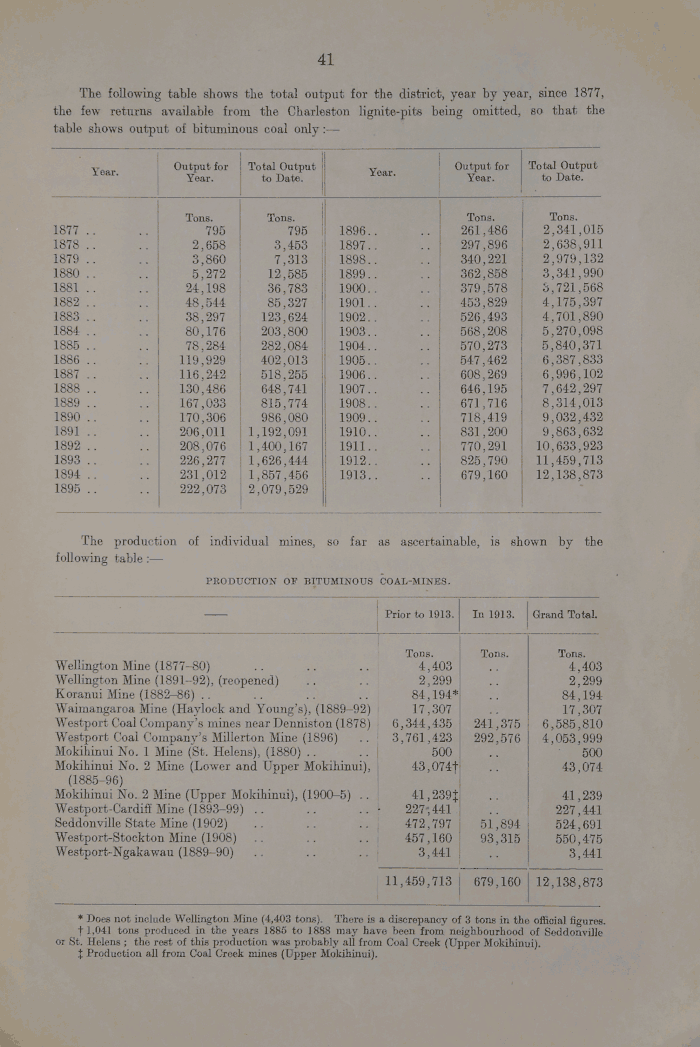 41
The following table shows the total output for the district, year by year, since 1877,
the few returns available from the Charleston lignite-pits being omitted, so that the
table shows output of bituminous coal only :—
Year. Output for Year. Total Output to Date. Year. Output for Year. Total Output to Date.
Tons. Tons. Tons. Tons.
1877 .. .. 795 795 1896.. .. 261,486 2,341,015
1878 .. .. 2,658 3,453 1897.. .. 297,896 2,638,911
1879 .. .. 3,860 7,313 1898.. .. 340,221 2,979,132
1880 .. .. 5,272 12,585 1899.. .. 362,858 3,341,990
1881 .. .. 24,198 36,783 1900.. .. 379,578 3,721,568
1882 .. .. 48,544 85,327 1901.. .. 453,829 4,175,397
1883 .. .. 38,297 123,624 1902.. .. 526,493 4,701,890
1884 .. .. 80,176 203,800 1903.. .. 568,208 5,270,098
1885 .. .. 78,284 282,084 1904.. .. 570,273 5,840,371
1886 .. .. 119,929 402,013 1905.. .. 547,462 6,387,833
1887 .. .. 116,242 518,255 1906.. .. 608,269 6,996,102
1888 .. .. 130,486 648,741 1907.. .. 646,195 7,642,297
1889 .. .. 167,033 815,774 1908.. .. 671,716 8,314,013
1890 .. .. 170,306 986,080 1909.. .. 718,419 9,032,432
1891 .. .. 206,011 1,192,091 1910.. .. 831,200 9,863,632
1892 .. .. 208,076 1,400,167 1911.. .. 770,291 10,633,923
1893 .. .. 226,277 1,626,444 1912.. .. 825,790 11,459,713
1894 .. .. 231,012 1,857,456 1913.. .. 679,160 12,138,873
1895 .. .. 222,073 2,079,529
The production of individual mines, so far as ascertainable, is shown by the
following table :—
PRODUCTION OF BITUMINOUS COAL-MINES.
— Prior to 1913. In 1913. Grand Total.
Tons. Tons. Tons.
Wellington Mine (1877–80) .. .. .. 4,403 .. 4,403
Wellington Mine (1891–92), (reopened) .. .. 2,299 .. 2,299
Koranui Mine (1882–86) .. .. .. .. 84,194* .. 84,194
Waimangaroa Mine (Haylock and Young's), (1889–92) 17,307 .. 17,307
Westport Coal Company's mines near Denniston (1878) 6,344,435 241,375 6,585,810
Westport Coal Company's Millerton Mine (1896) .. 3,761,423 292,576 4,053,999
Mokihinui No. 1 Mine (St. Helens), (1880) .. .. 500 .. 500
Mokihinui No. 2 Mine (Lower and Upper Mokihinui), 43,074† .. 43,074
(1885–96)
Mokihinui No. 2 Mine (Upper Mokihinui), (1900–5) .. 41,239‡ .. 41,239
Westport-Cardiff Mine (1893–99) .. .. .. 227,441 .. 227,441
Seddonville State Mine (1902) .. .. .. 472,797 51,894 524,691
Westport-Stockton Mine (1908) .. .. .. 457,160 93,315 550,475
Westport-Ngakawau (1889–90) .. .. .. 3,441 .. 3,441
11,459,713 679,160 12,138,873
* Does not include Wellington Mine (4,403 tons). There is a discrepancy of 3 tons in the official figures.
† 1,041 tons produced in the years 1885 to 1888 may have been from neighbourhood of Seddonville
or St. Helens ; the rest of this production was probably all from Coal Creek (Upper Mokihinui).
‡ Production all from Coal Creek mines (Upper Mokihinui).